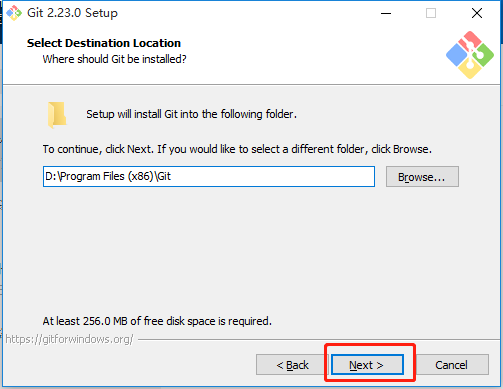 Git 2.23.0 Setup
Select Destination Location
Where should Git be installed?
Setup will install Git into the following folder.
To continue, click Next. If you would like to select a different folder, click Browse.
D:\Program Files (x86)\Git
Browse...
At least 256.0 MB of free disk space is required.
https://gitforwindows.org/
< Back
Next >
Cancel